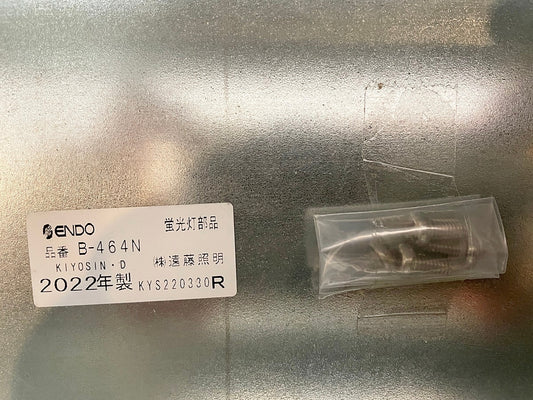 ENDO 蛍光灯部品
品番 B-464N
KIYOSIN・D ㈱遠藤照明
2022年製 KYS220330R